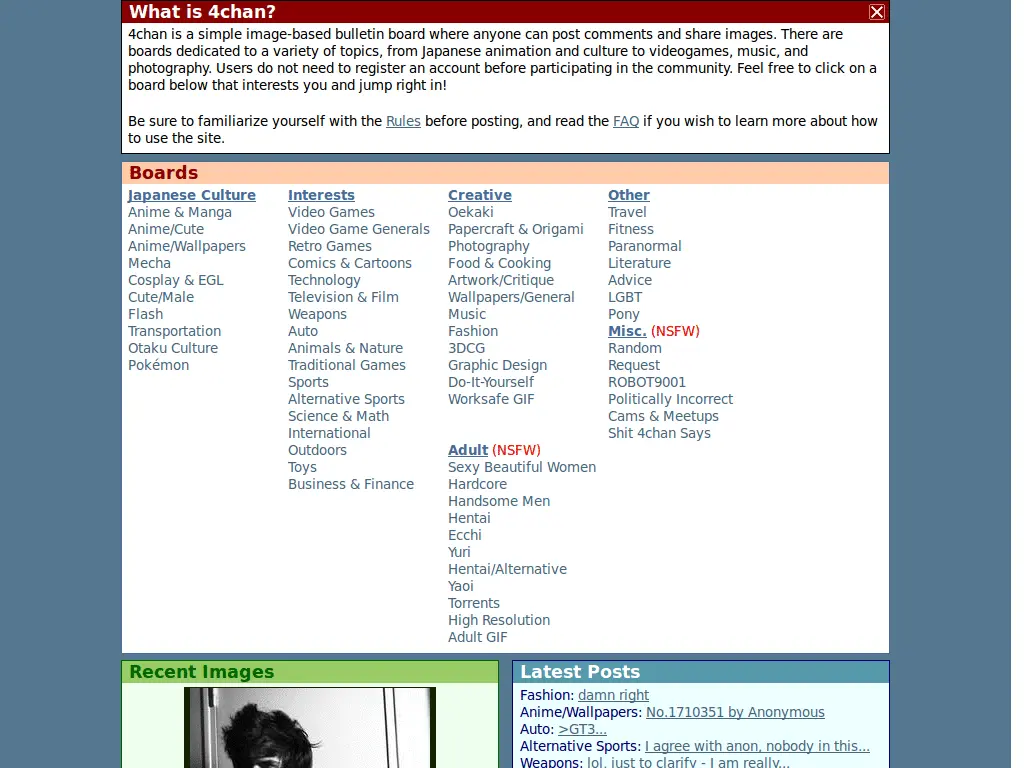 What is 4chan?
4chan is a simple image-based bulletin board where anyone can post comments and share images. There are
boards dedicated to a variety of topics, from Japanese animation and culture to videogames, music, and
photography. Users do not need to register an account before participating in the community. Feel free to click on a
board below that interests you and jump right in!
Be sure to familiarize yourself with the Rules before posting, and read the FAQ if you wish to learn more about how
to use the site.
Boards
Japanese Culture
Anime & Manga
Anime/Cute
Anime/Wallpapers
Mecha
Cosplay & EGL
Cute/Male
Flash
Transportation
Otaku Culture
Pokémon
Interests
Video Games
Video Game Generals
Retro Games
Comics & Cartoons
Technology
Television & Film
Weapons
Auto
Animals & Nature
Traditional Games
Sports
Alternative Sports
Science & Math
International
Outdoors
Toys
Business & Finance
Creative
Oekaki
Papercraft & Origami
Photography
Food & Cooking
Artwork/Critique
Wallpapers/General
Music
Fashion
3DCG
Graphic Design
Do-It-Yourself
Worksafe GIF
Adult (NSFW)
Sexy Beautiful Women
Hardcore
Handsome Men
Hentai
Ecchi
Yuri
Hentai/Alternative
Yaoi
Torrents
High Resolution
Adult GIF
Other
Travel
Fitness
Paranormal
Literature
Advice
LGBT
Pony
Misc. (NSFW)
Random
Request
ROBOT9001
Politically Incorrect
Cams & Meetups
Shit 4chan Says
Recent Images
Latest Posts
Fashion: damn right
Anime/Wallpapers: No.1710351 by Anonymous
Auto: >GT3...
Alternative Sports: I agree with anon, nobody in this...
Weapons: lol, just to clarify - I am really...